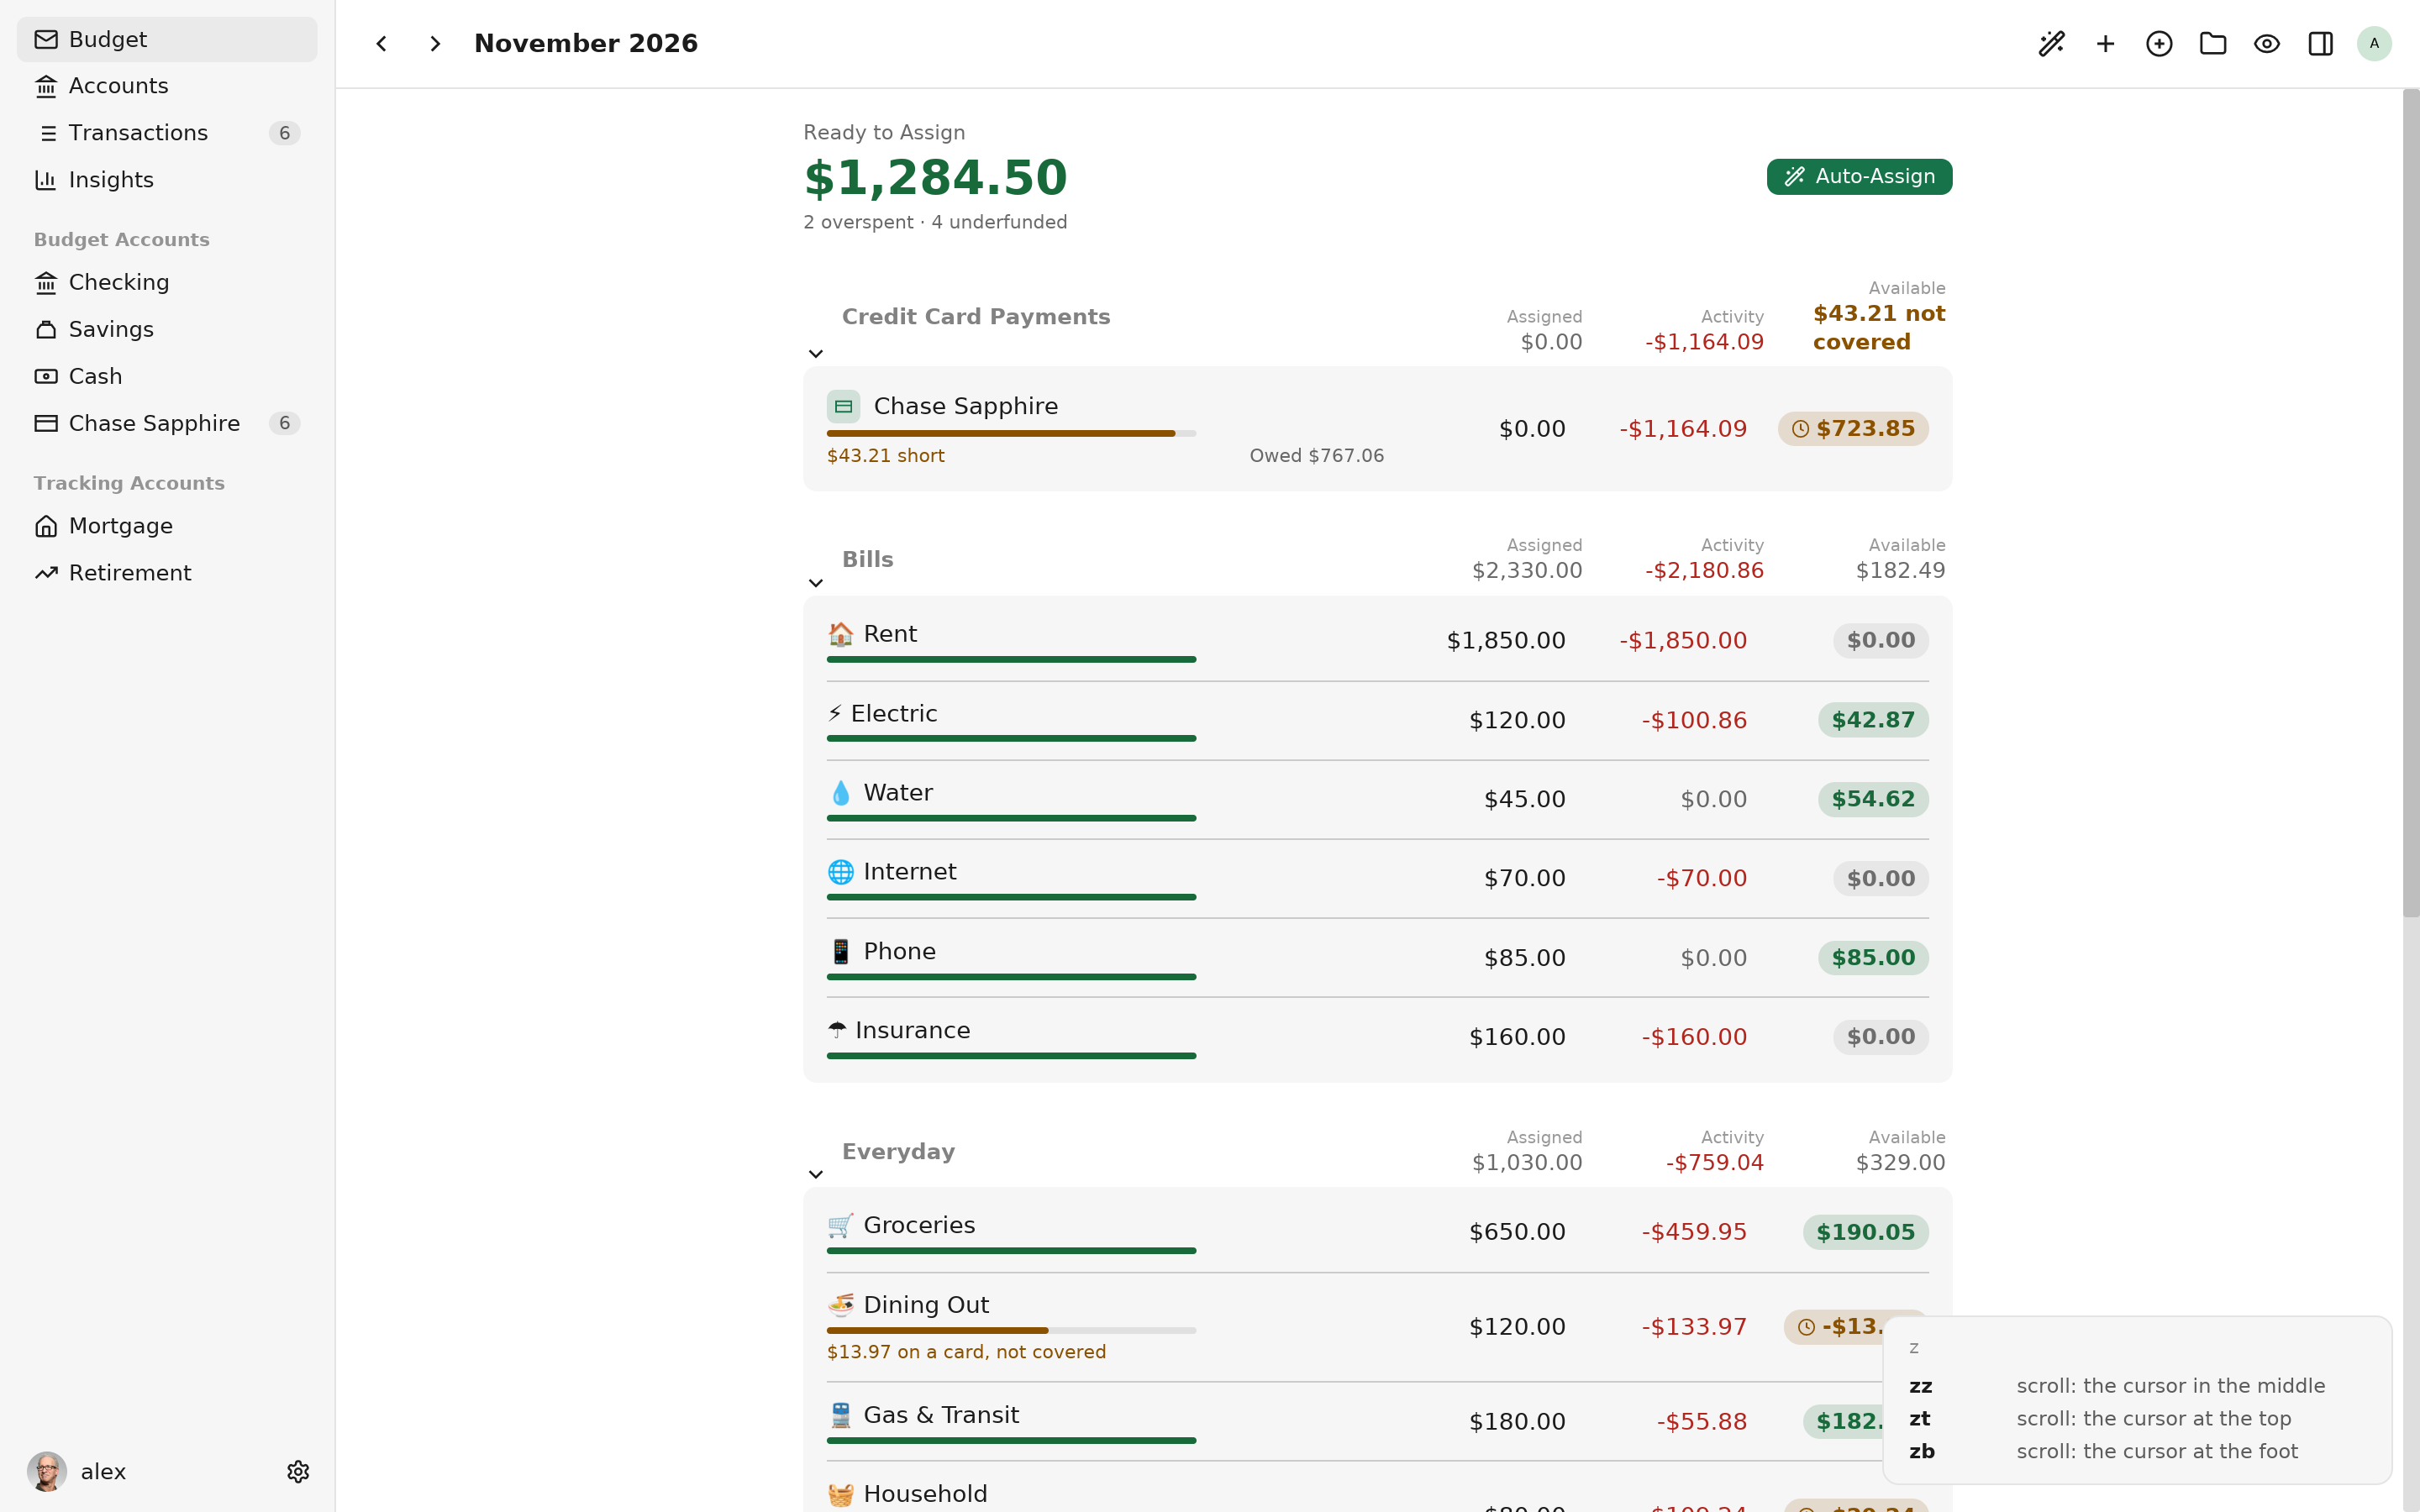 Budget
Accounts
Transactions 6
Insights
Budget Accounts
Checking
Savings
Cash
Chase Sapphire 6
Tracking Accounts
Mortgage
Retirement
alex
November 2026
A
Ready to Assign
$1,284.50
Auto-Assign
2 overspent · 4 underfunded
Credit Card Payments
Assigned
$0.00
Activity
-$1,164.09
Available
$43.21 not
covered
Chase Sapphire
$0.00 -$1,164.09 $723.85
$43.21 short Owed $767.06
Bills
Assigned
$2,330.00
Activity
-$2,180.86
Available
$182.49
Rent $1,850.00 -$1,850.00 $0.00
Electric $120.00 -$100.86 $42.87
Water $45.00 $0.00 $54.62
Internet $70.00 -$70.00 $0.00
Phone $85.00 $0.00 $85.00
Insurance $160.00 -$160.00 $0.00
Everyday
Assigned
$1,030.00
Activity
-$759.04
Available
$329.00
Groceries $650.00 -$459.95 $190.05
Dining Out $120.00 -$133.97 -$13.
$13.97 on a card, not covered
Gas & Transit $180.00 -$55.88 $182.
Household
z
zz scroll: the cursor in the middle
zt scroll: the cursor at the top
zb scroll: the cursor at the foot